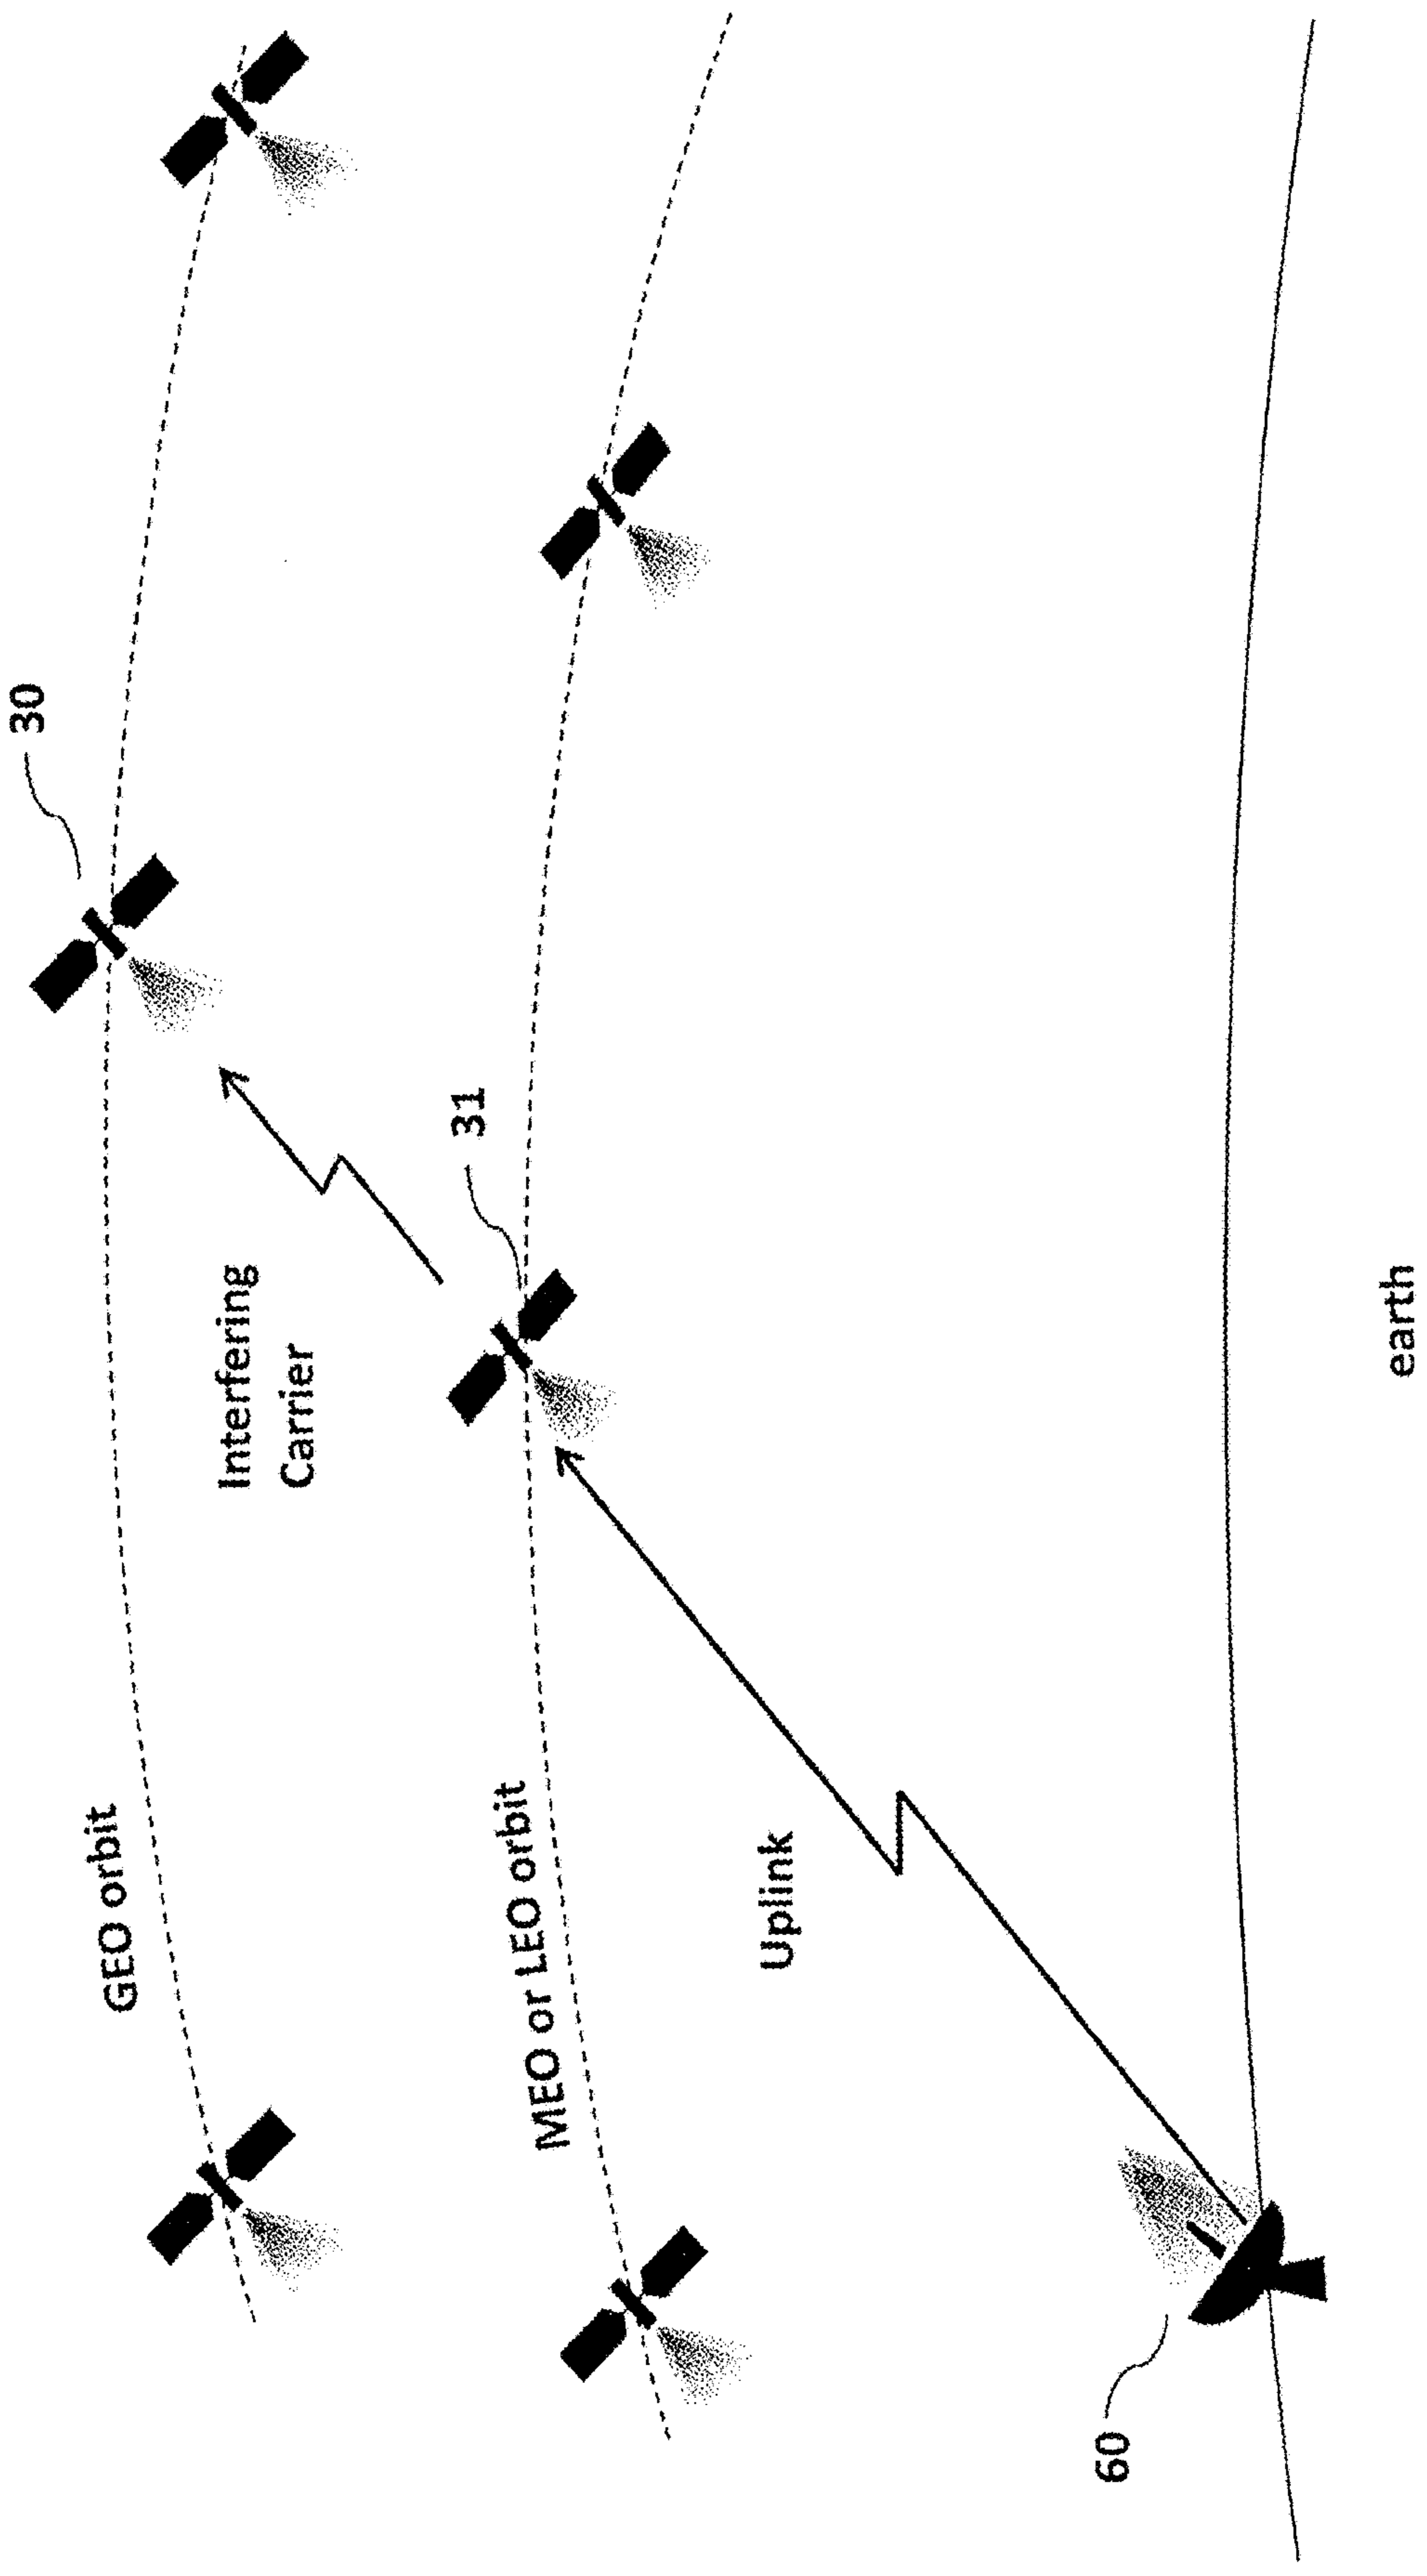 GEO orbit
30
Interfering
Carrier
31
MEO or LEO orbit
Uplink
60
earth